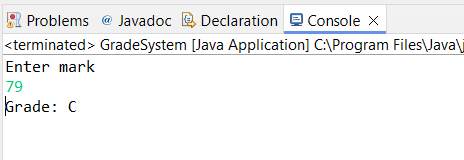 Problems @ Javadoc Declaration Console
<terminated> GradeSystem [Java Application] C:\Program Files\Java\j
Enter mark
79
Grade: C